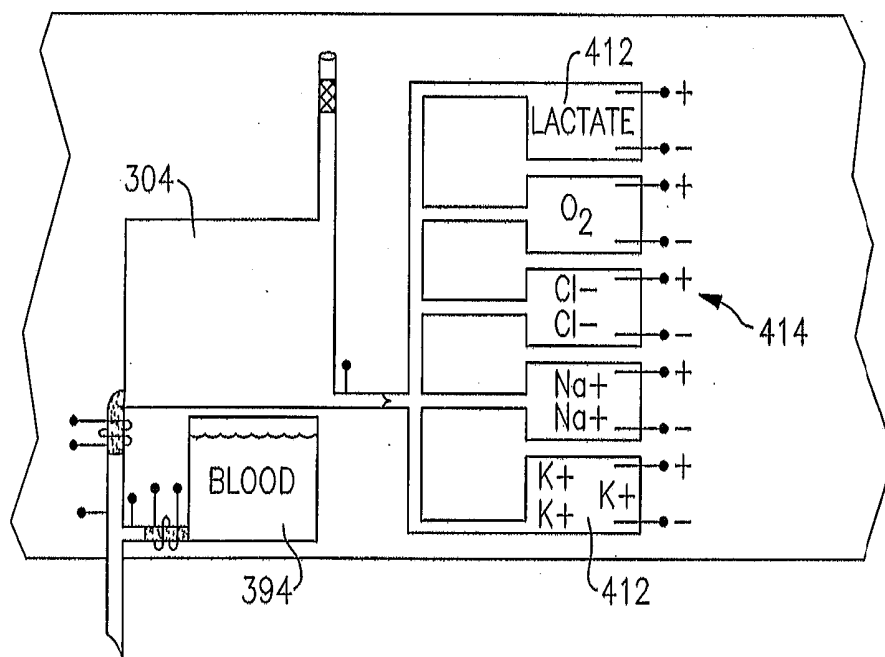 412
LACTATE
+
-
304
O2
+
-
Cl-
Cl-
+
-
414
Na+
Na+
+
-
BLOOD
K+
K+
K+
+
-
394
412